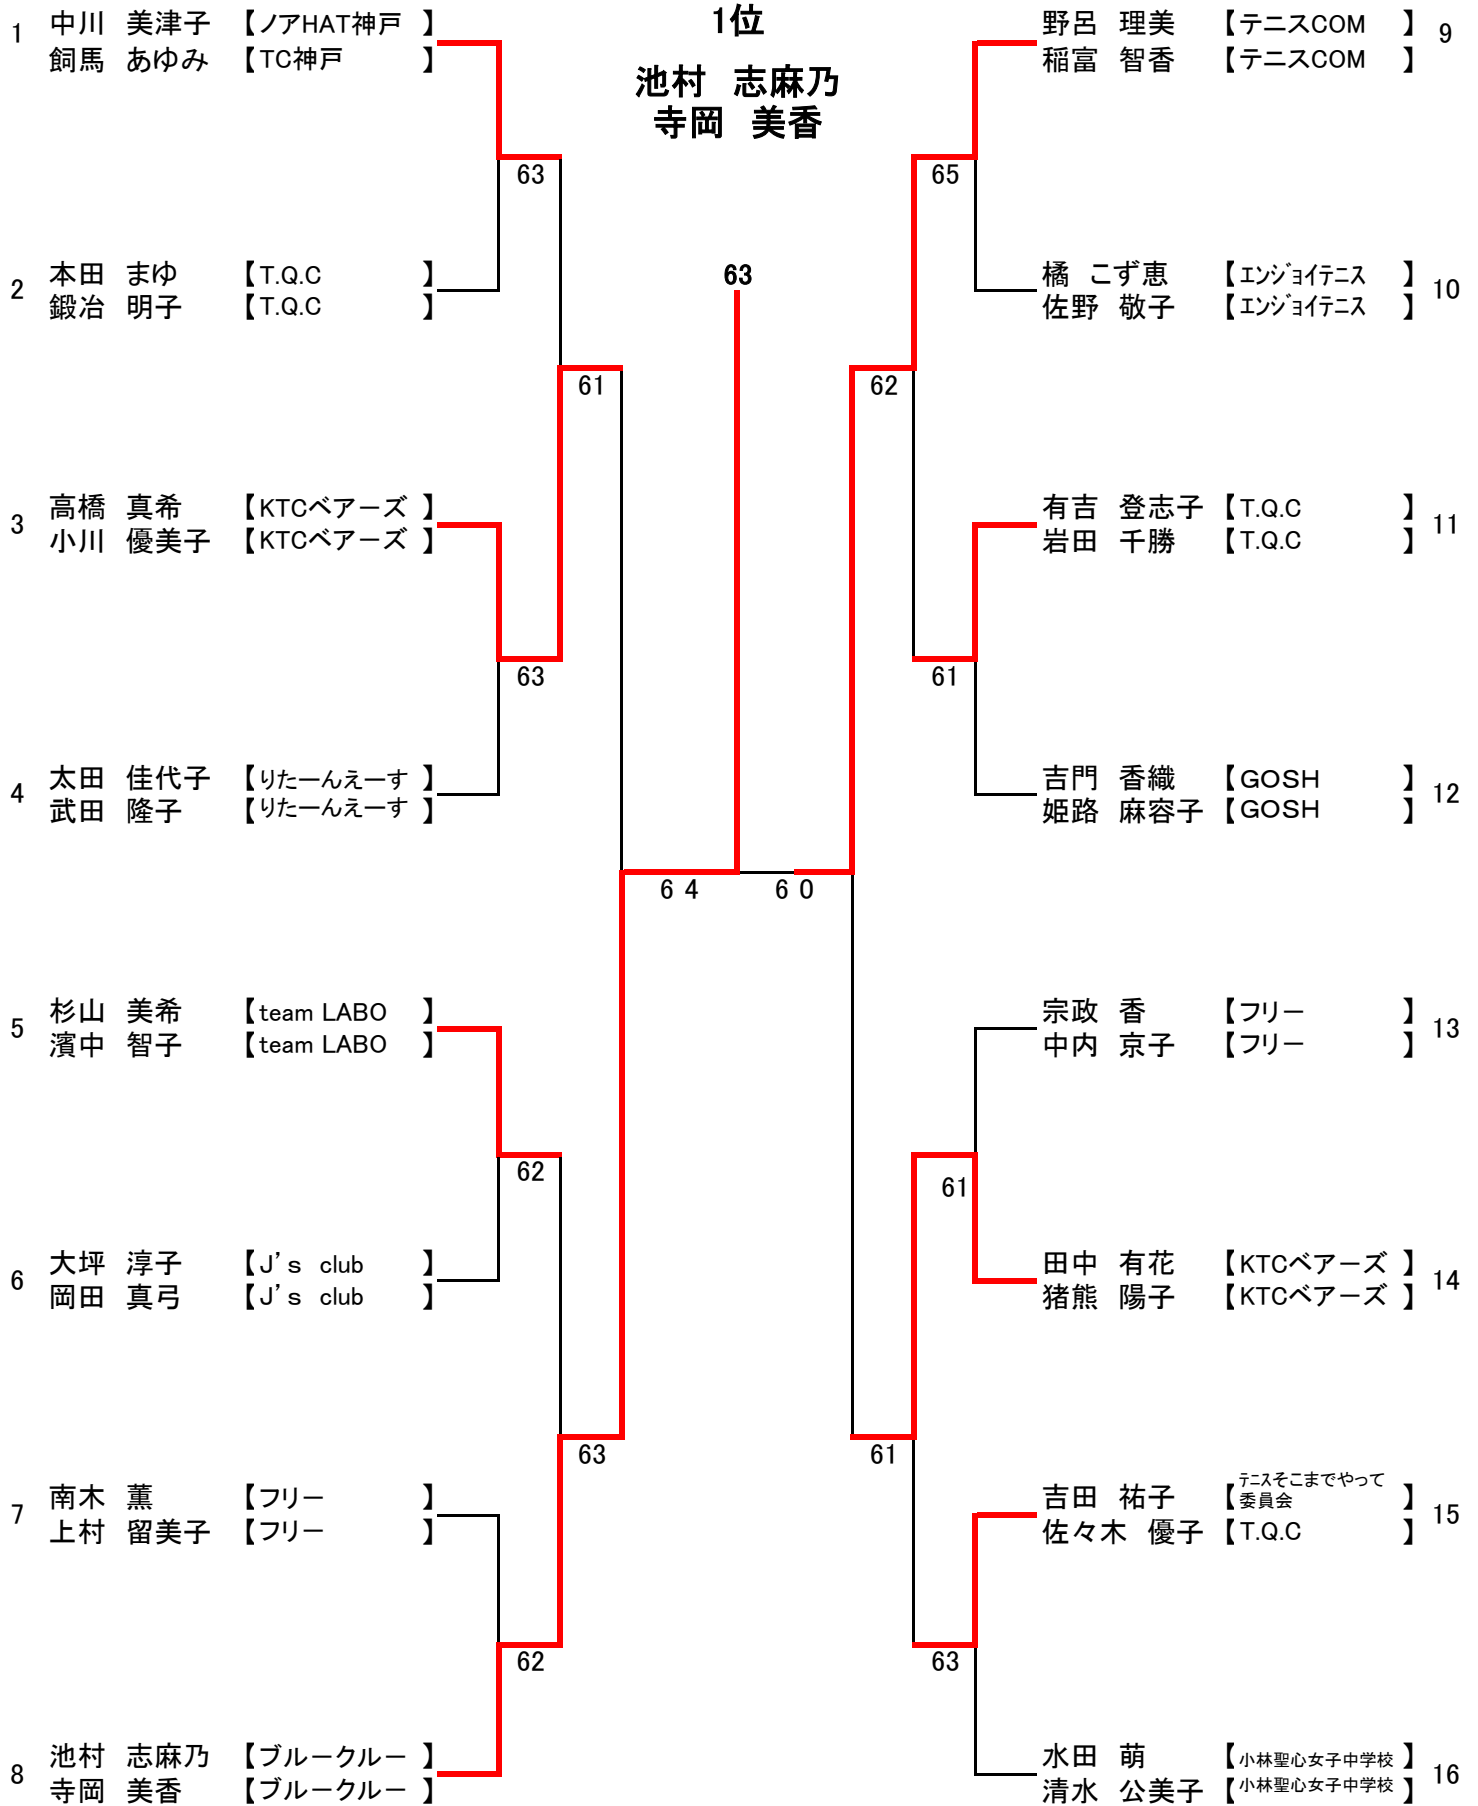 1位
池村 志麻乃
寺岡 美香
1
中川 美津子 【ノアHAT神戸 】
飼馬 あゆみ 【TC神戸 】
63
2
本田 まゆ 【T.Q.C 】
鍛冶 明子 【T.Q.C 】
61
3
高橋 真希 【KTCベアーズ 】
小川 優美子 【KTCベアーズ 】
63
4
太田 佳代子 【りたーんえーす 】
武田 隆子 【りたーんえーす 】
5
杉山 美希 【team LABO 】
濱中 智子 【team LABO 】
62
6
大坪 淳子 【J's club 】
岡田 真弓 【J's club 】
63
7
南木 薫 【フリー 】
上村 留美子 【フリー 】
62
8
池村 志麻乃 【ブルークルー 】
寺岡 美香 【ブルークルー 】
63
6 4
6 0
野呂 理美 【テニスCOM 】
稲富 智香 【テニスCOM 】
9
65
橘 こず恵 【エンジョイテニス 】
佐野 敬子 【エンジョイテニス 】
10
62
有吉 登志子 【T.Q.C 】
岩田 千勝 【T.Q.C 】
11
61
吉門 香織 【GOSH 】
姫路 麻容子 【GOSH 】
12
宗政 香 【フリー 】
中内 京子 【フリー 】
13
61
田中 有花 【KTCベアーズ 】
猪熊 陽子 【KTCベアーズ 】
14
61
吉田 祐子 【テニスそこまでやって
委員会 】
佐々木 優子 【T.Q.C 】
15
63
水田 萌 【小林聖心女子中学校 】
清水 公美子 【小林聖心女子中学校 】
16